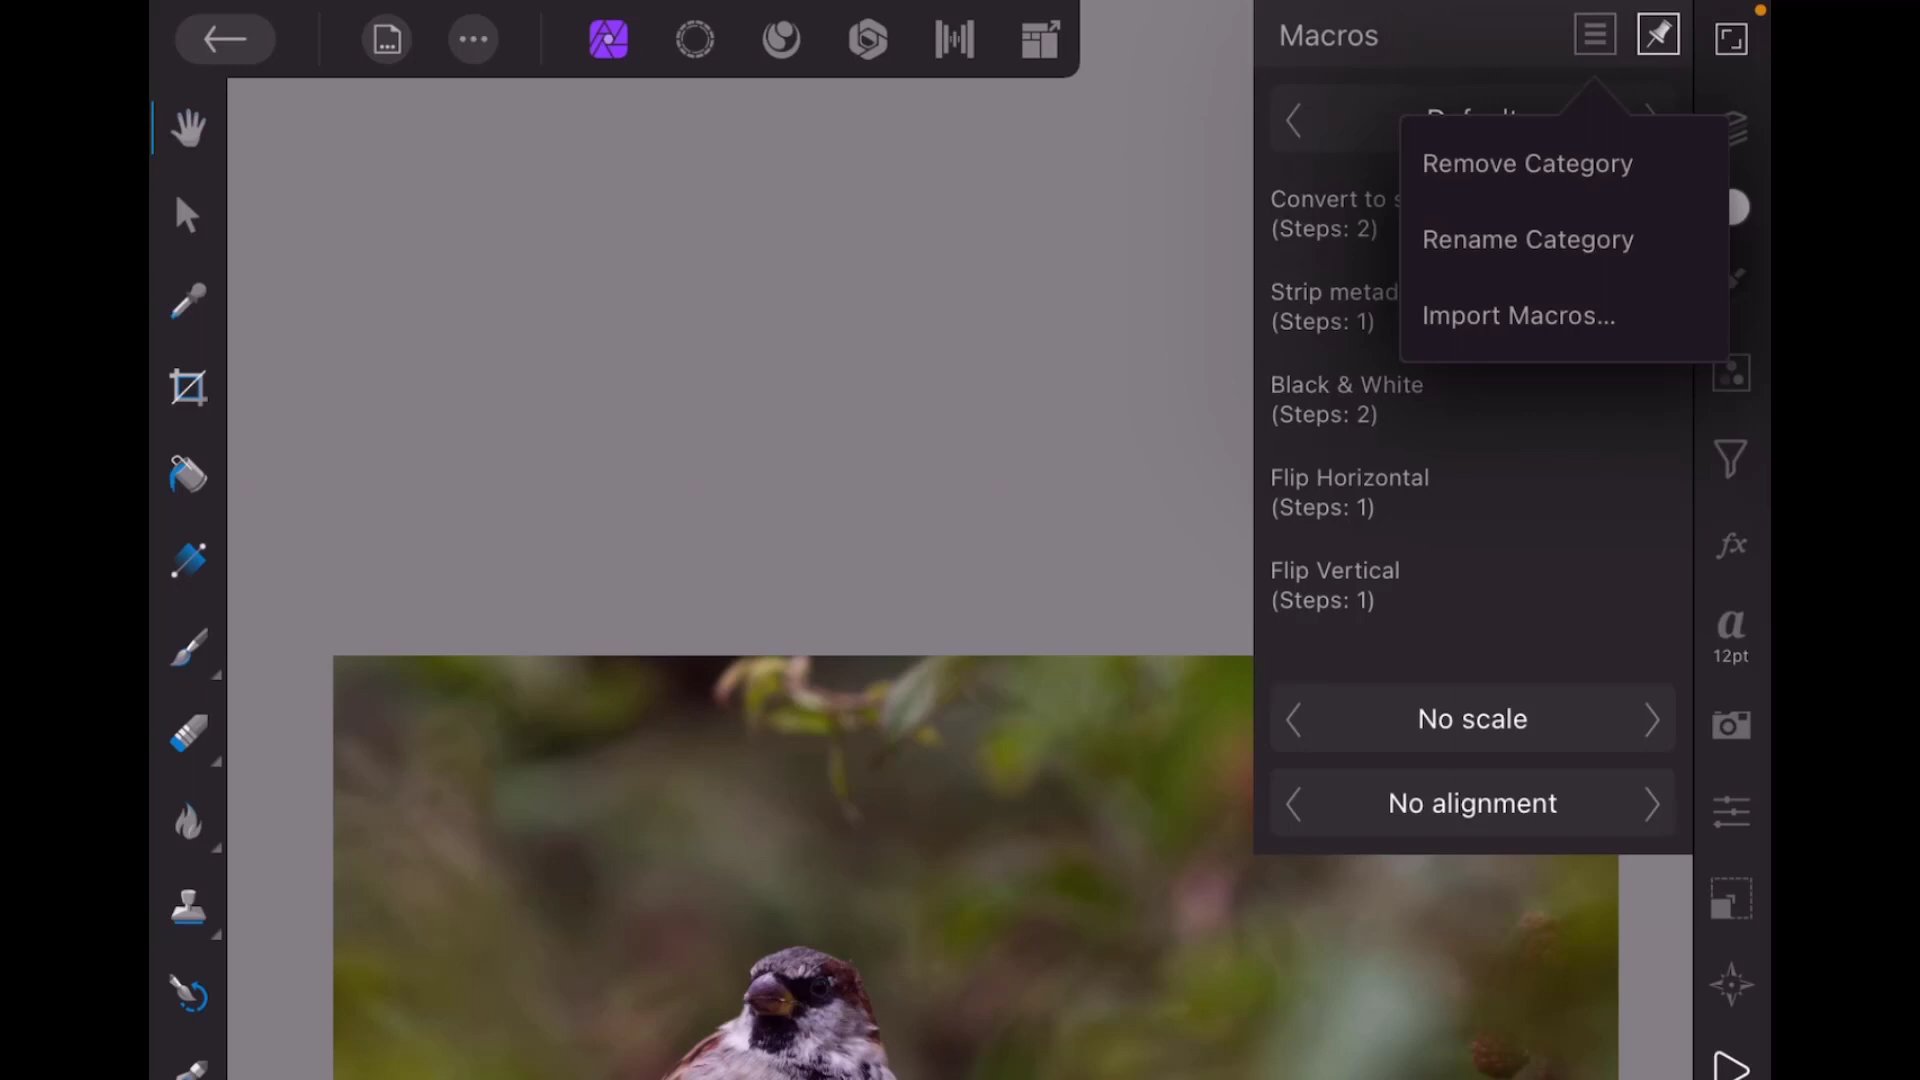 Macros
Remove Category
Rename Category
Import Macros...
Convert to
(Steps: 2)
Strip metad
(Steps: 1)
Black & White
(Steps: 2)
Flip Horizontal
(Steps: 1)
Flip Vertical
(Steps: 1)
No scale
No alignment
fx
a
12pt